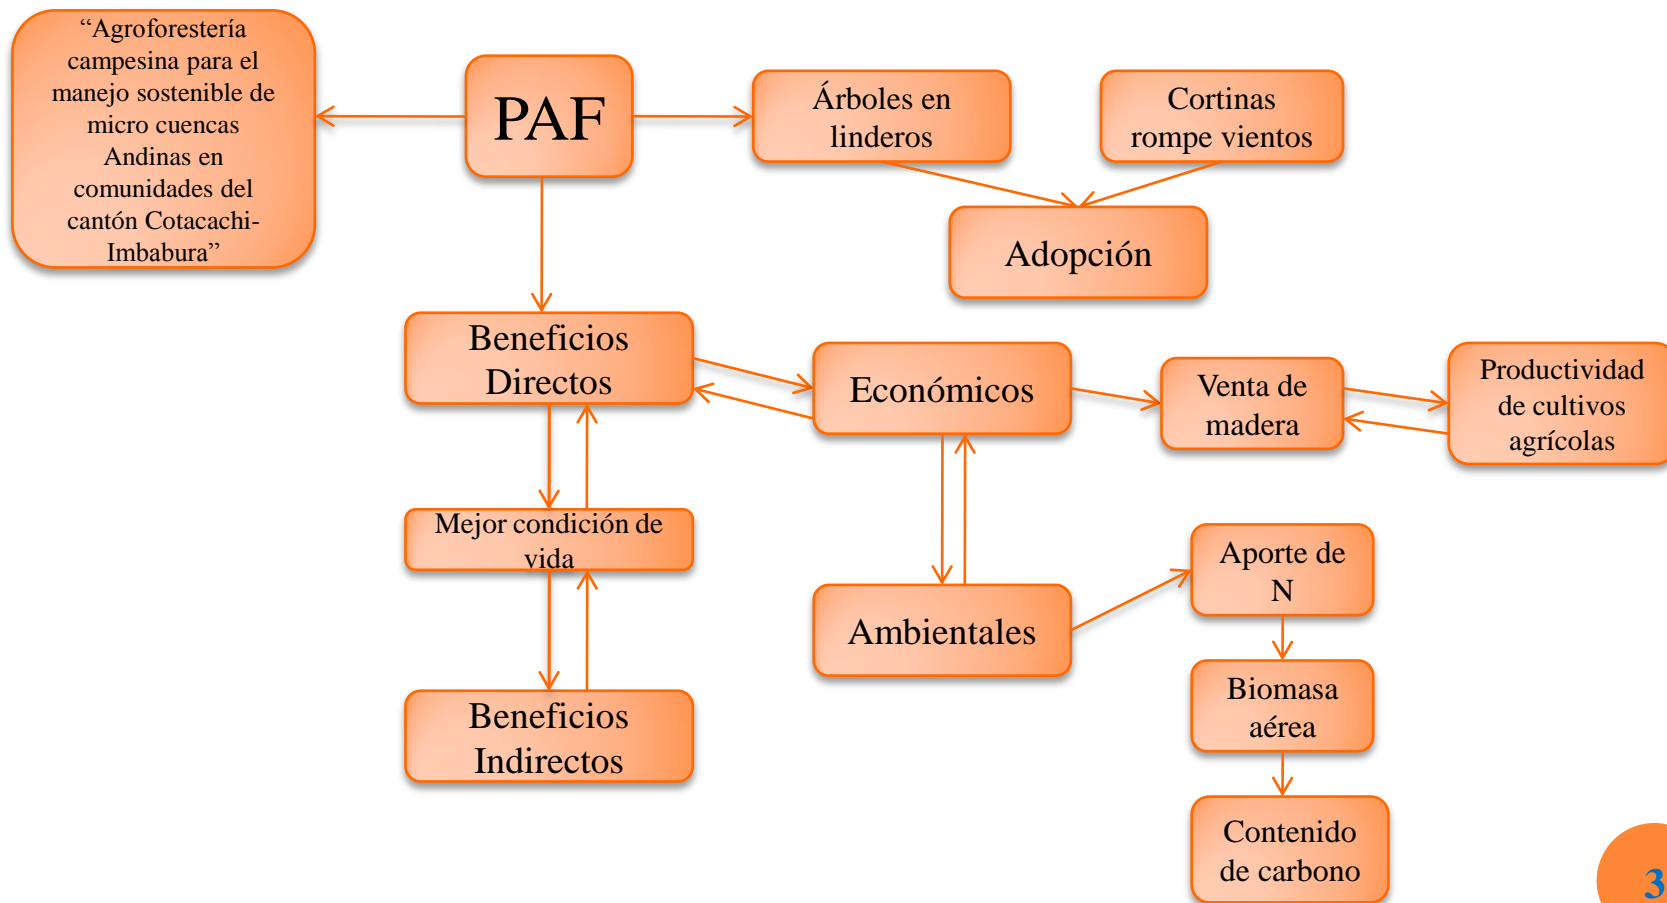 “Agroforestería
campesina para el
manejo sostenible de
micro cuencas
Andinas en
comunidades del
cantón Cotacachi-
Imbabura”
PAF
Árboles en
linderos
Cortinas
rompe vientos
Adopción
Beneficios
Directos
Económicos
Venta de
madera
Productividad
de cultivos
agrícolas
Mejor condición de
vida
Aporte de
N
Ambientales
Biomasa
aérea
Beneficios
Indirectos
Contenido
de carbono
3